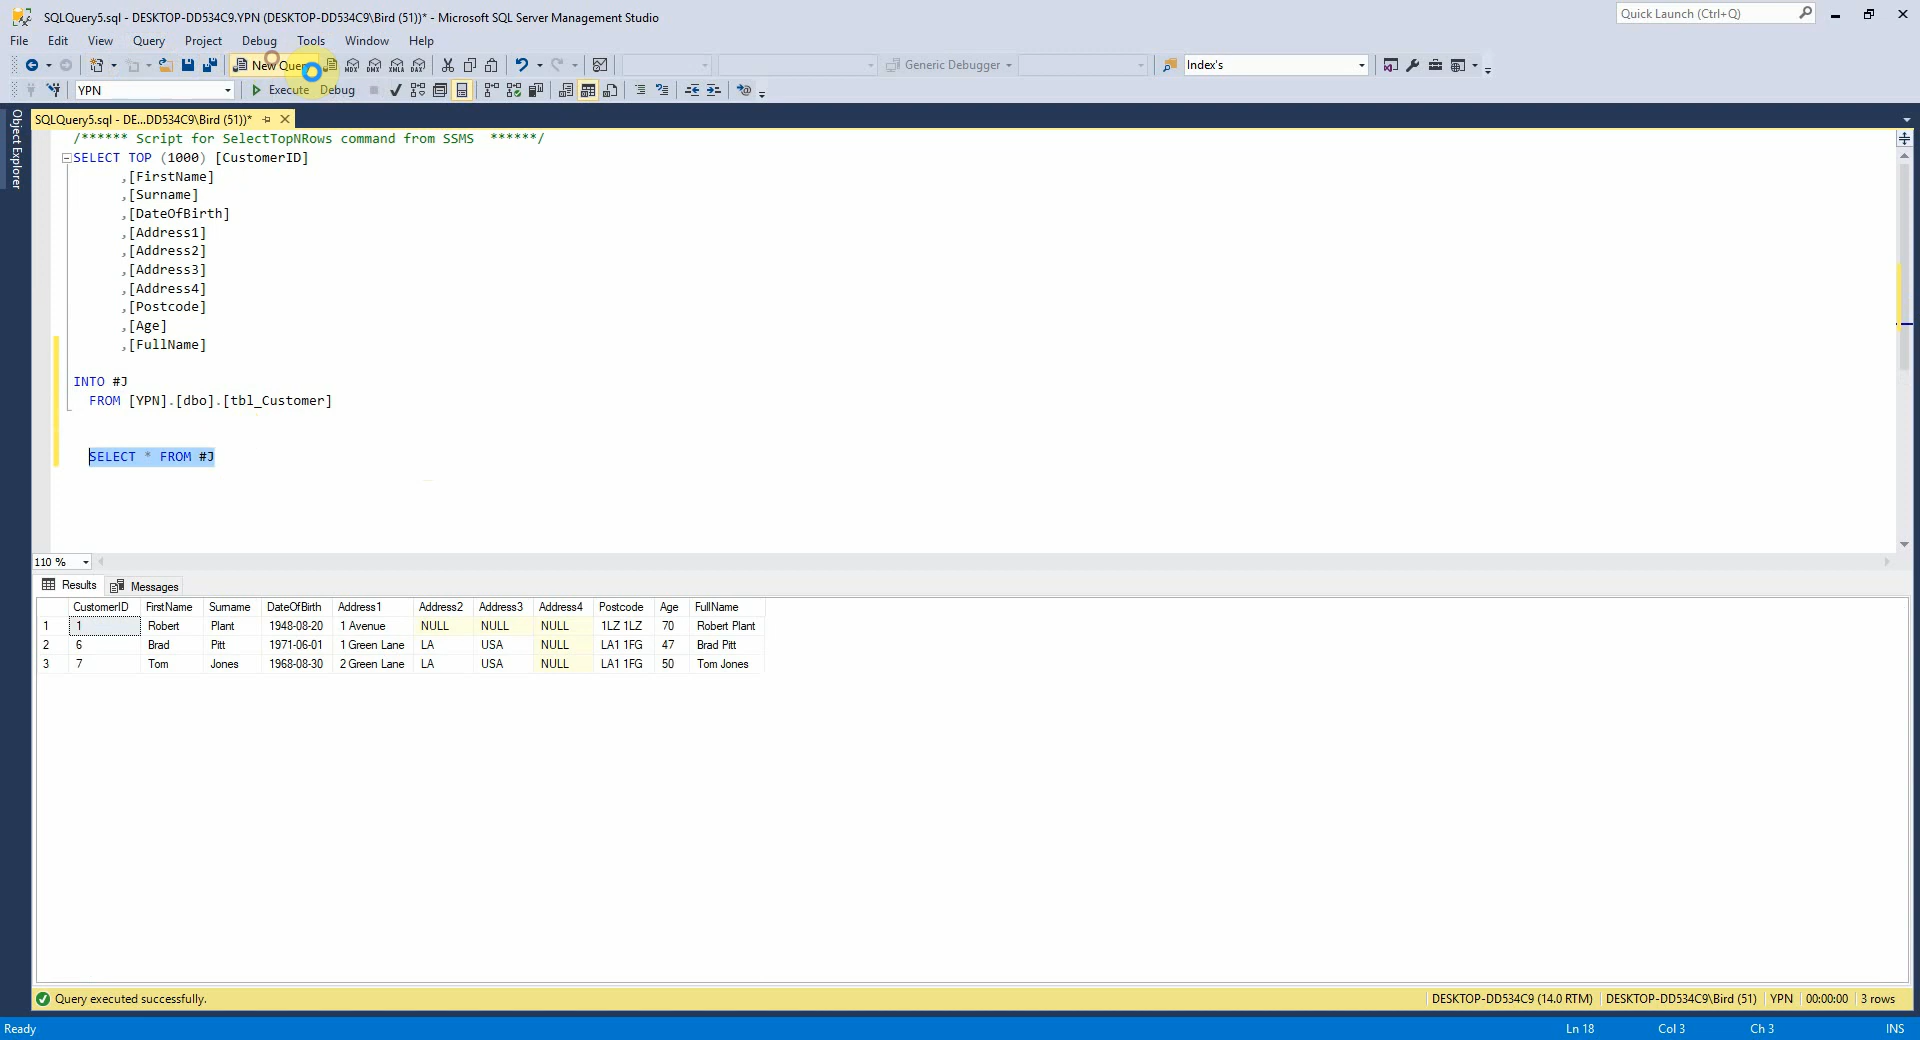 SQLQuery5.sql - DESKTOP-DD534C9.YPN (DESKTOP-DD534C9\Bird (51))* - Microsoft SQL Server Management Studio
Quick Launch (Ctrl+Q)
File Edit View Query Project Debug Tools Window Help
New Query
Generic Debugger
Index's
YPN
Execute Debug
SQLQuery5.sql - DE...DD534C9\Bird (51))*
Object Explorer
/****** Script for SelectTopNRows command from SSMS ******/
SELECT TOP (1000) [CustomerID]
,[FirstName]
,[Surname]
,[DateOfBirth]
,[Address1]
,[Address2]
,[Address3]
,[Address4]
,[Postcode]
,[Age]
,[FullName]
INTO #J
FROM [YPN].[dbo].[tbl_Customer]
SELECT * FROM #J
110 %
Results Messages
CustomerID FirstName Surname DateOfBirth Address1 Address2 Address3 Address4 Postcode Age FullName
1 1 Robert Plant 1948-08-20 1 Avenue NULL NULL NULL 1LZ 1LZ 70 Robert Plant
2 6 Brad Pitt 1971-06-01 1 Green Lane LA USA NULL LA1 1FG 47 Brad Pitt
3 7 Tom Jones 1968-08-30 2 Green Lane LA USA NULL LA1 1FG 50 Tom Jones
Query executed successfully. DESKTOP-DD534C9 (14.0 RTM) DESKTOP-DD534C9\Bird (51) YPN 00:00:00 3 rows
Ready Ln 18 Col 3 Ch 3 INS